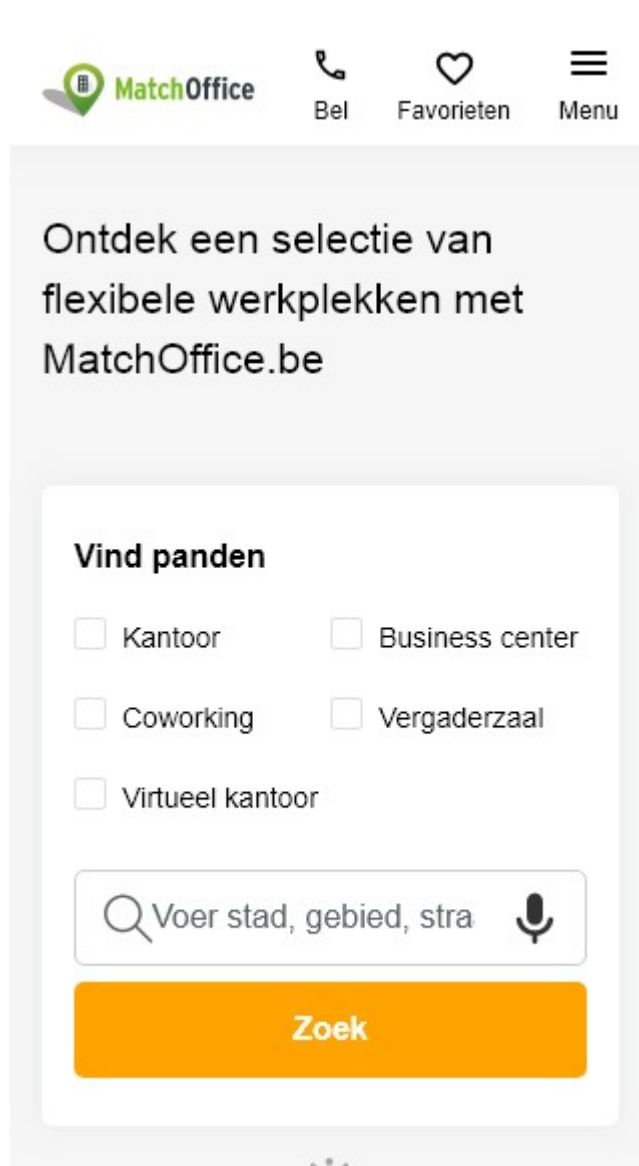 MatchOffice
Bel
Favorieten
Menu
Ontdek een selectie van
flexibele werkplekken met
MatchOffice.be
Vind panden
Kantoor
Business center
Coworking
Vergaderzaal
Virtueel kantoor
Voer stad, gebied, stra
Zoek